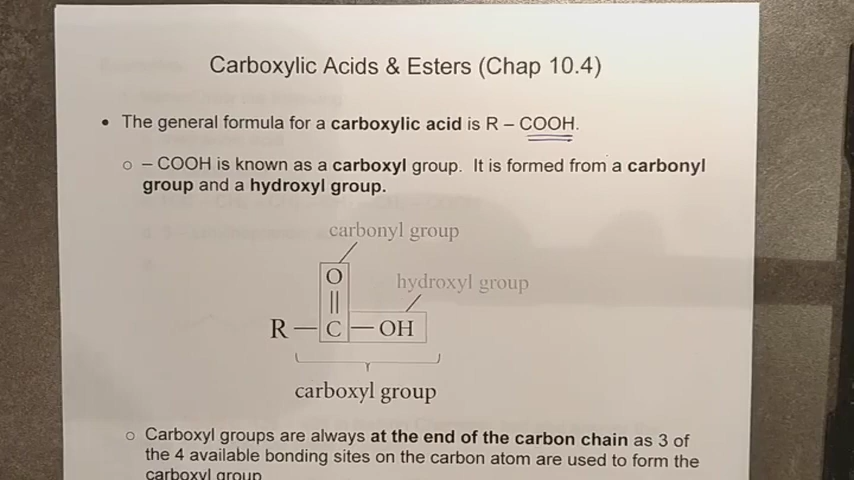 Carboxylic Acids & Esters (Chap 10.4)
• The general formula for a carboxylic acid is R – COOH.
○ – COOH is known as a carboxyl group. It is formed from a carbonyl
group and a hydroxyl group.
carbonyl group
O
hydroxyl group
R — C — OH
carboxyl group
○ Carboxyl groups are always at the end of the carbon chain as 3 of
the 4 available bonding sites on the carbon atom are used to form the
carboxyl group